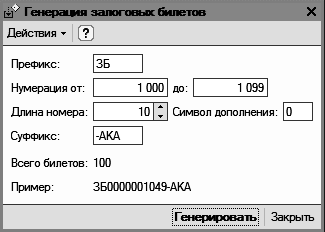 Генерация залоговых билетов
Действия ?
Префикс: ЗБ
Нумерация от: 1 000 до: 1 099
Длина номера: 10 Символ дополнения: 0
Суффикс: -АКА
Всего билетов: 100
Пример: ЗБ0000001049-АКА
Генерировать Закрыть